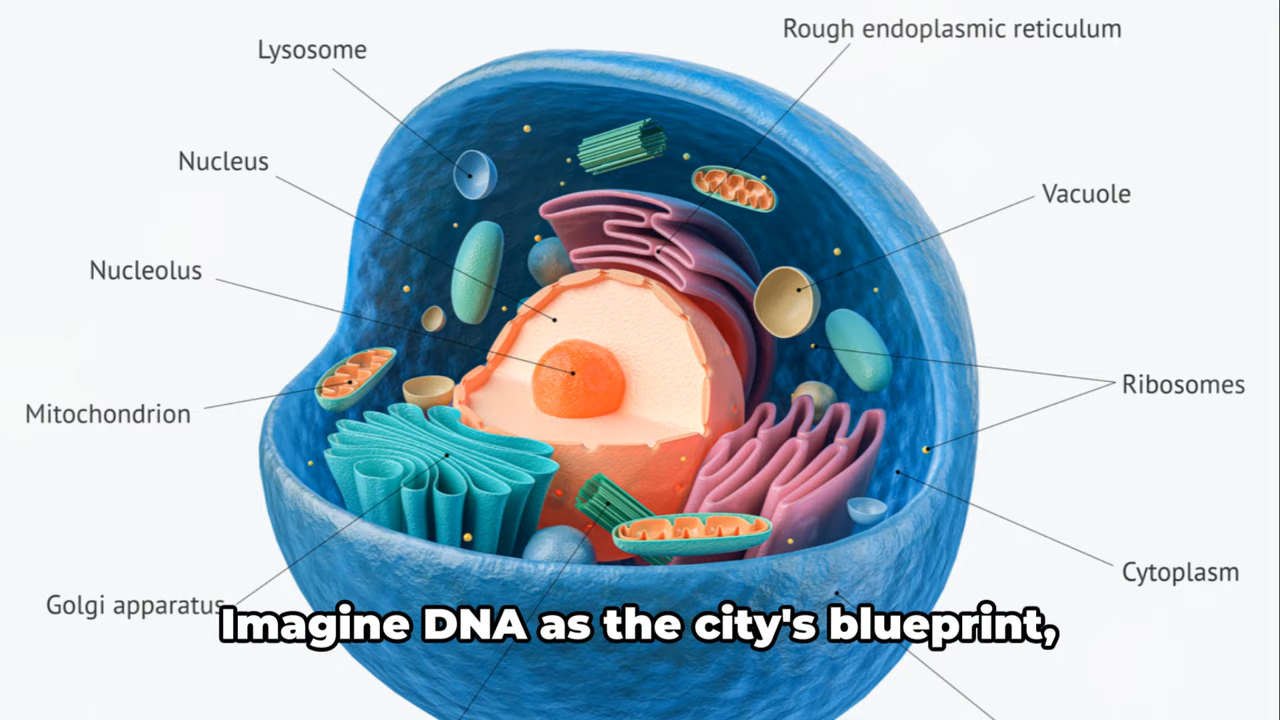 Rough endoplasmic reticulum
Lysosome
Nucleus
Vacuole
Nucleolus
Ribosomes
Mitochondrion
Cytoplasm
Golgi apparatus
Imagine DNA as the city's blueprint,